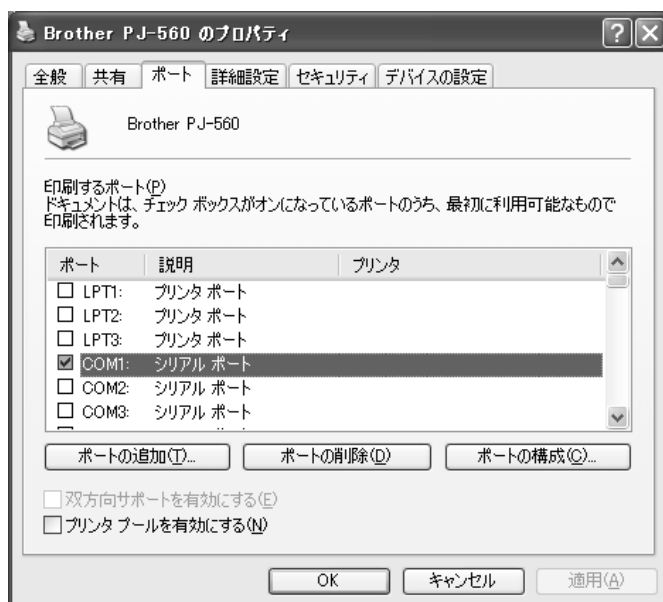 Brother PJ-560 のプロパティ
全般 共有 ポート 詳細設定 セキュリティ デバイスの設定
Brother PJ-560
印刷するポート(P)
ドキュメントは、チェック ボックスがオンになっているポートのうち、最初に利用可能なもので
印刷されます。
ポート 説明 プリンタ
LPT1: プリンタ ポート
LPT2: プリンタ ポート
LPT3: プリンタ ポート
COM1: シリアル ポート
COM2: シリアル ポート
COM3: シリアル ポート
ポートの追加(T)... ポートの削除(D) ポートの構成(C)...
双方向サポートを有効にする(E)
プリンタ プールを有効にする(N)
OK キャンセル 適用(A)